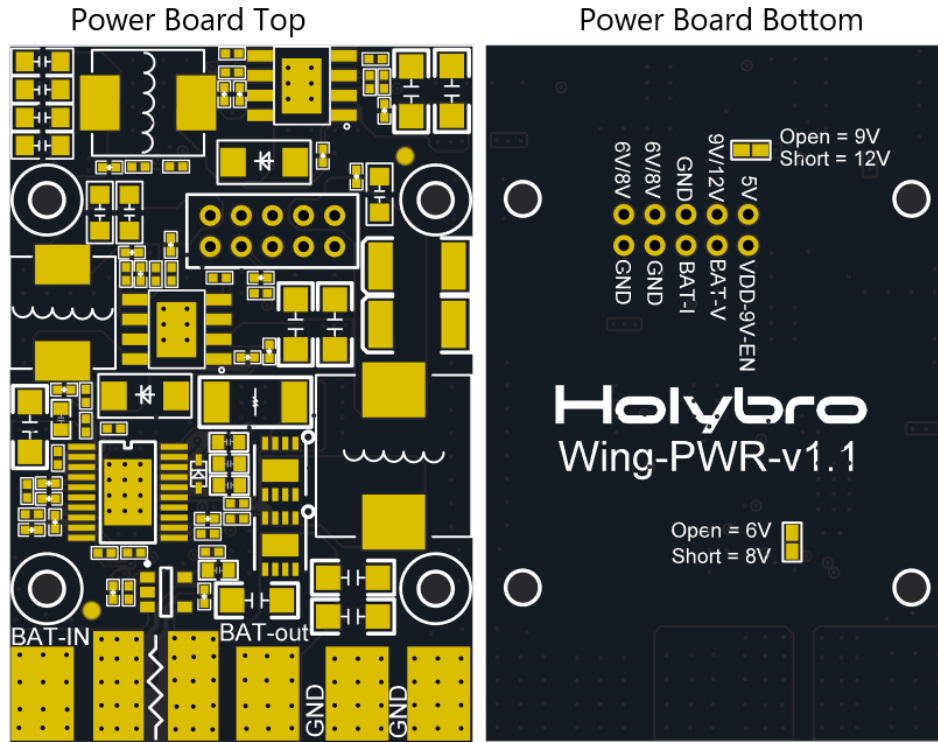 Power Board Top
Power Board Bottom
Open = 9V
Short = 12V
6V/8V
6V/8V
GND
9V/12V
5V
GND
GND
BAT-I
BAT-V
VDD-9V-EN
Holybro
Wing-PWR-v1.1
Open = 6V
Short = 8V
BAT-IN
BAT-out
GND
GND